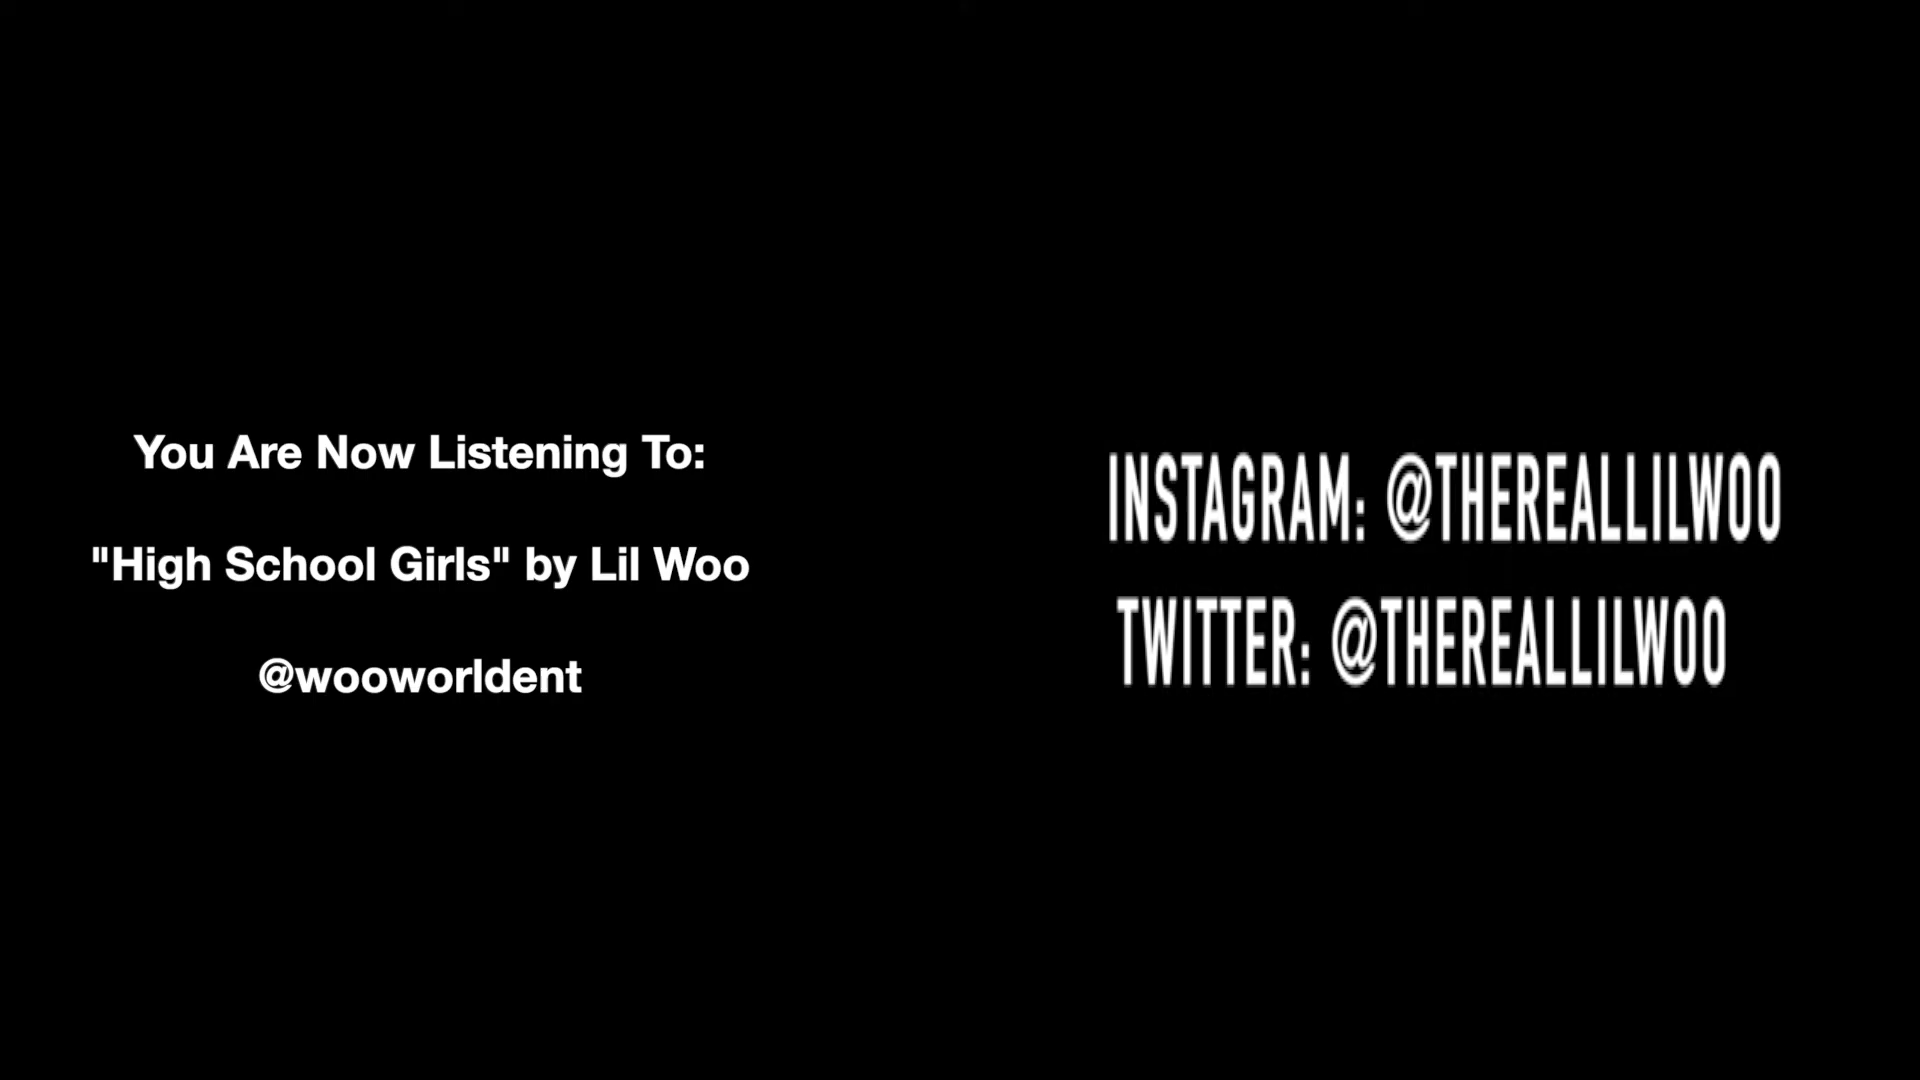 You Are Now Listening To:
"High School Girls" by Lil Woo
@wooworldent
INSTAGRAM: @THEREALLILWOO
TWITTER: @THEREALLILWOO